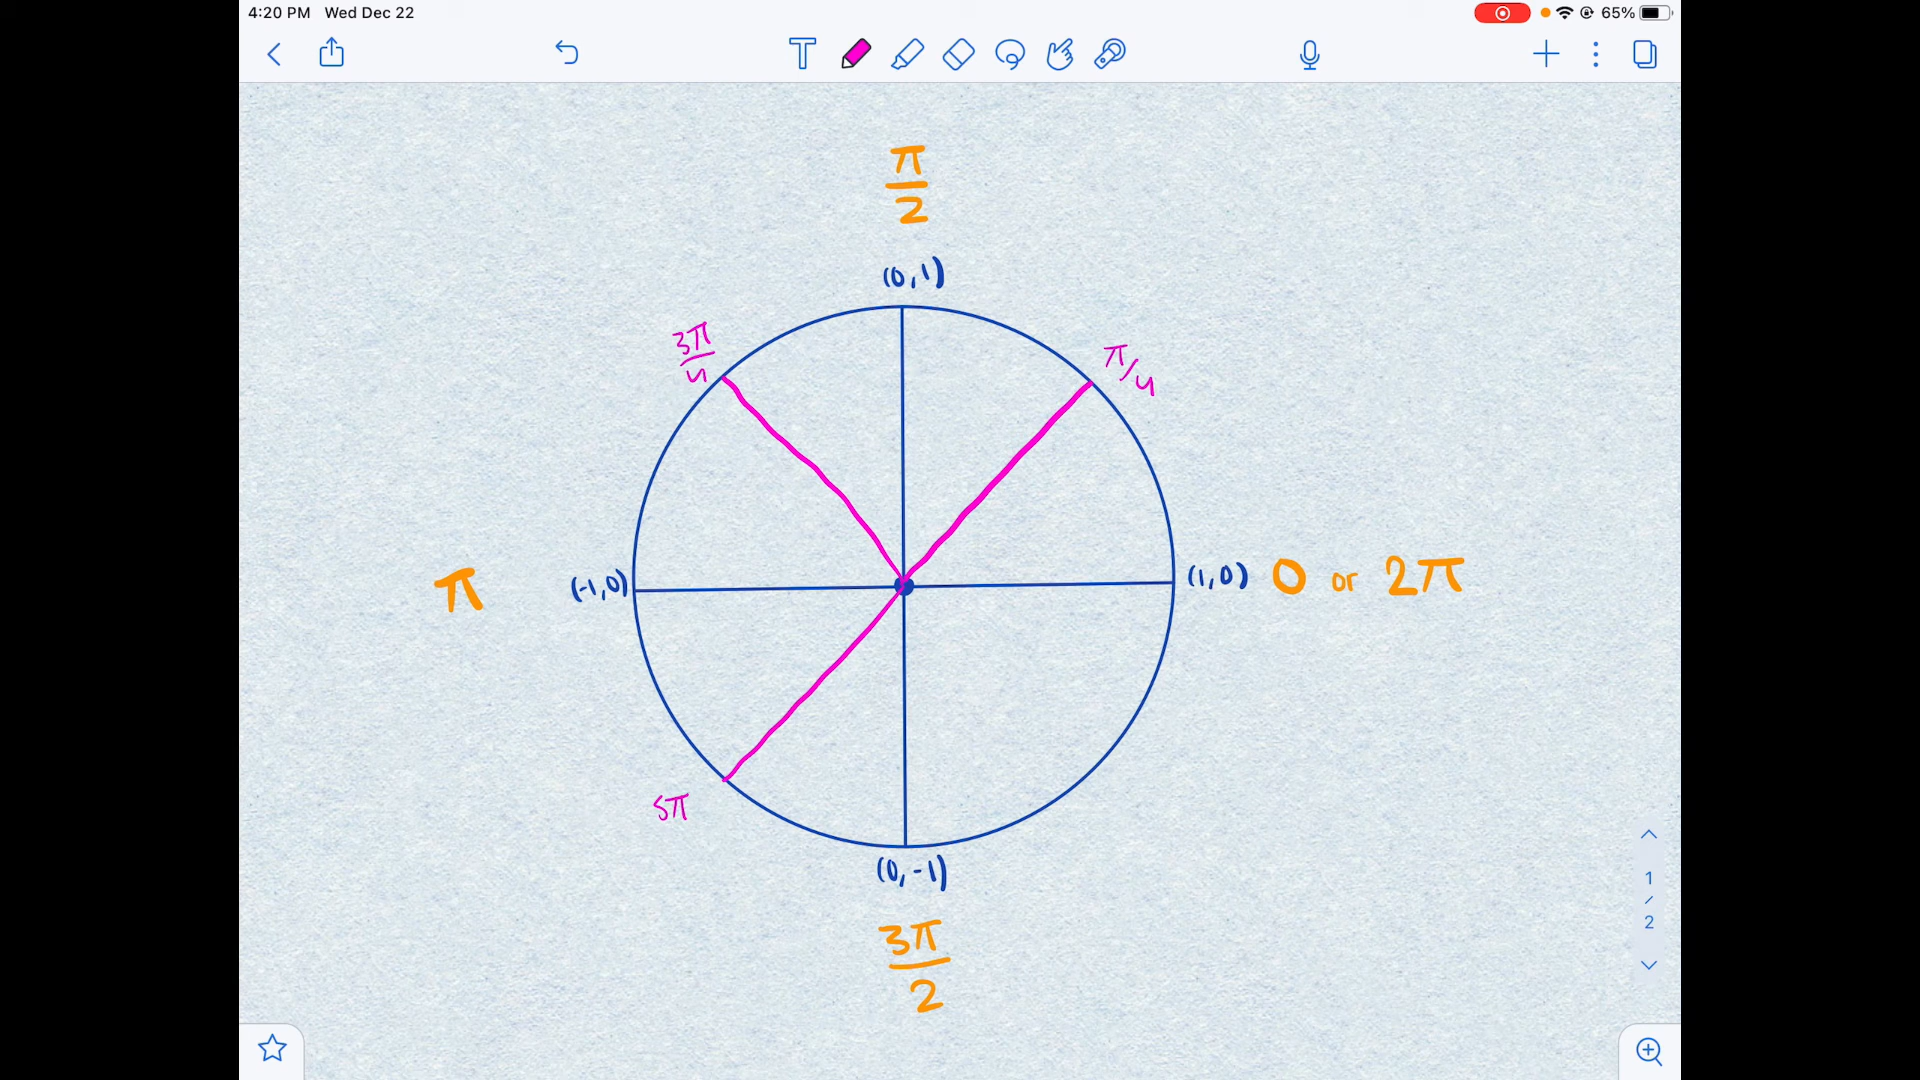 4:20 PM Wed Dec 22
65%
T
π
2
(0,1)
3π
4
π/4
π
(-1,0)
(1,0) 0 or 2π
5π
(0,-1)
3π
2
1
/
2